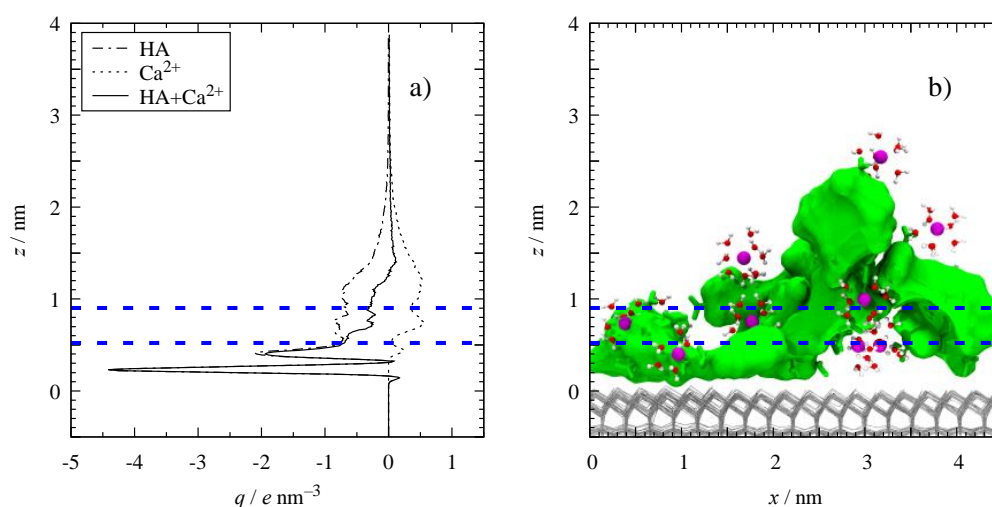 HA
Ca²⁺
HA+Ca²⁺
a)
4
3
2
1
0
z / nm
-5 -4 -3 -2 -1 0 1
q / e nm⁻³
b)
4
3
2
1
0
z / nm
0 1 2 3 4
x / nm